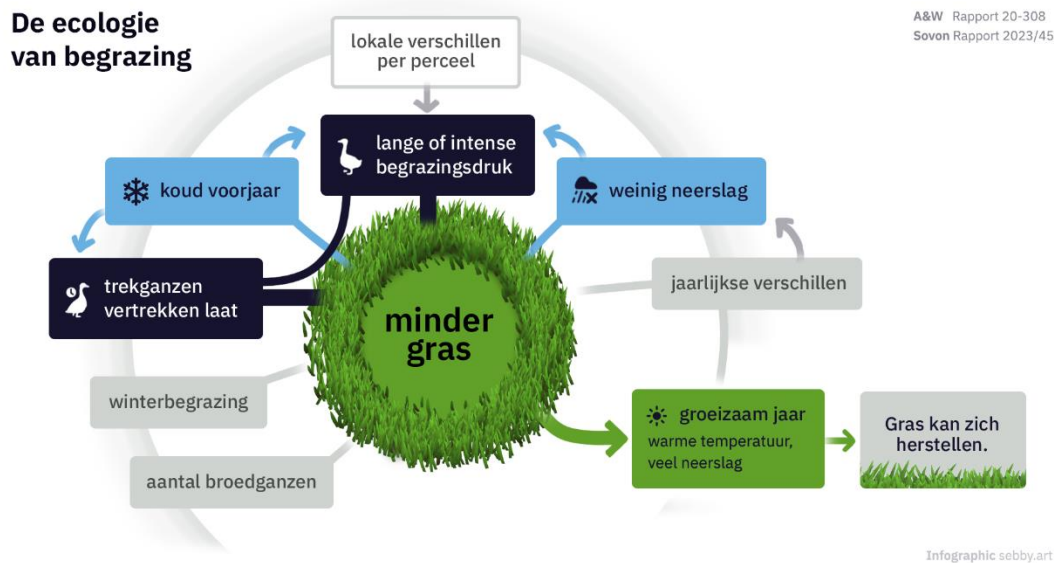 De ecologie
van begrazing
A&W Rapport 20-308
Sovon Rapport 2023/45
lokale verschillen
per perceel
lange of intense
begrazingsdruk
koud voorjaar
weinig neerslag
trekganzen
vertrekken laat
jaarlijkse verschillen
minder
gras
winterbegrazing
aantal broedganzen
groeizaam jaar
warme temperatuur,
veel neerslag
Gras kan zich
herstellen.
Infographic sebby.art